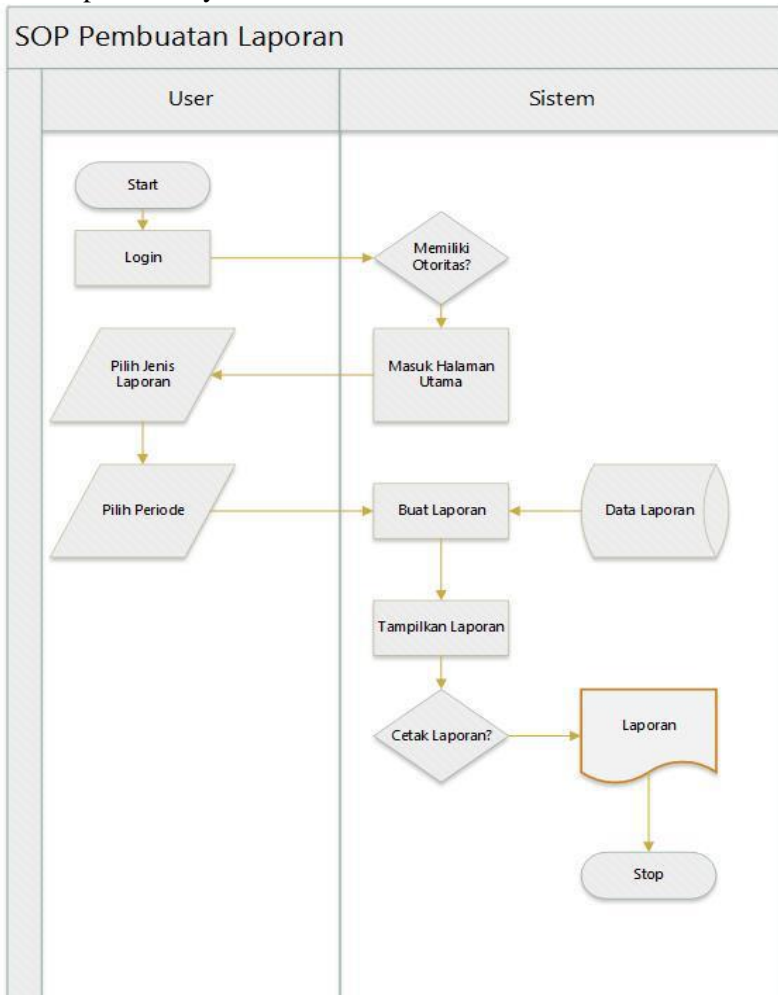 SOP Pembuatan Laporan
User
Sistem
Start
Login
Memiliki
Otoritas?
Pilih Jenis
Laporan
Masuk Halaman
Utama
Pilih Periode
Buat Laporan
Data Laporan
Tampilkan Laporan
Cetak Laporan?
Laporan
Stop